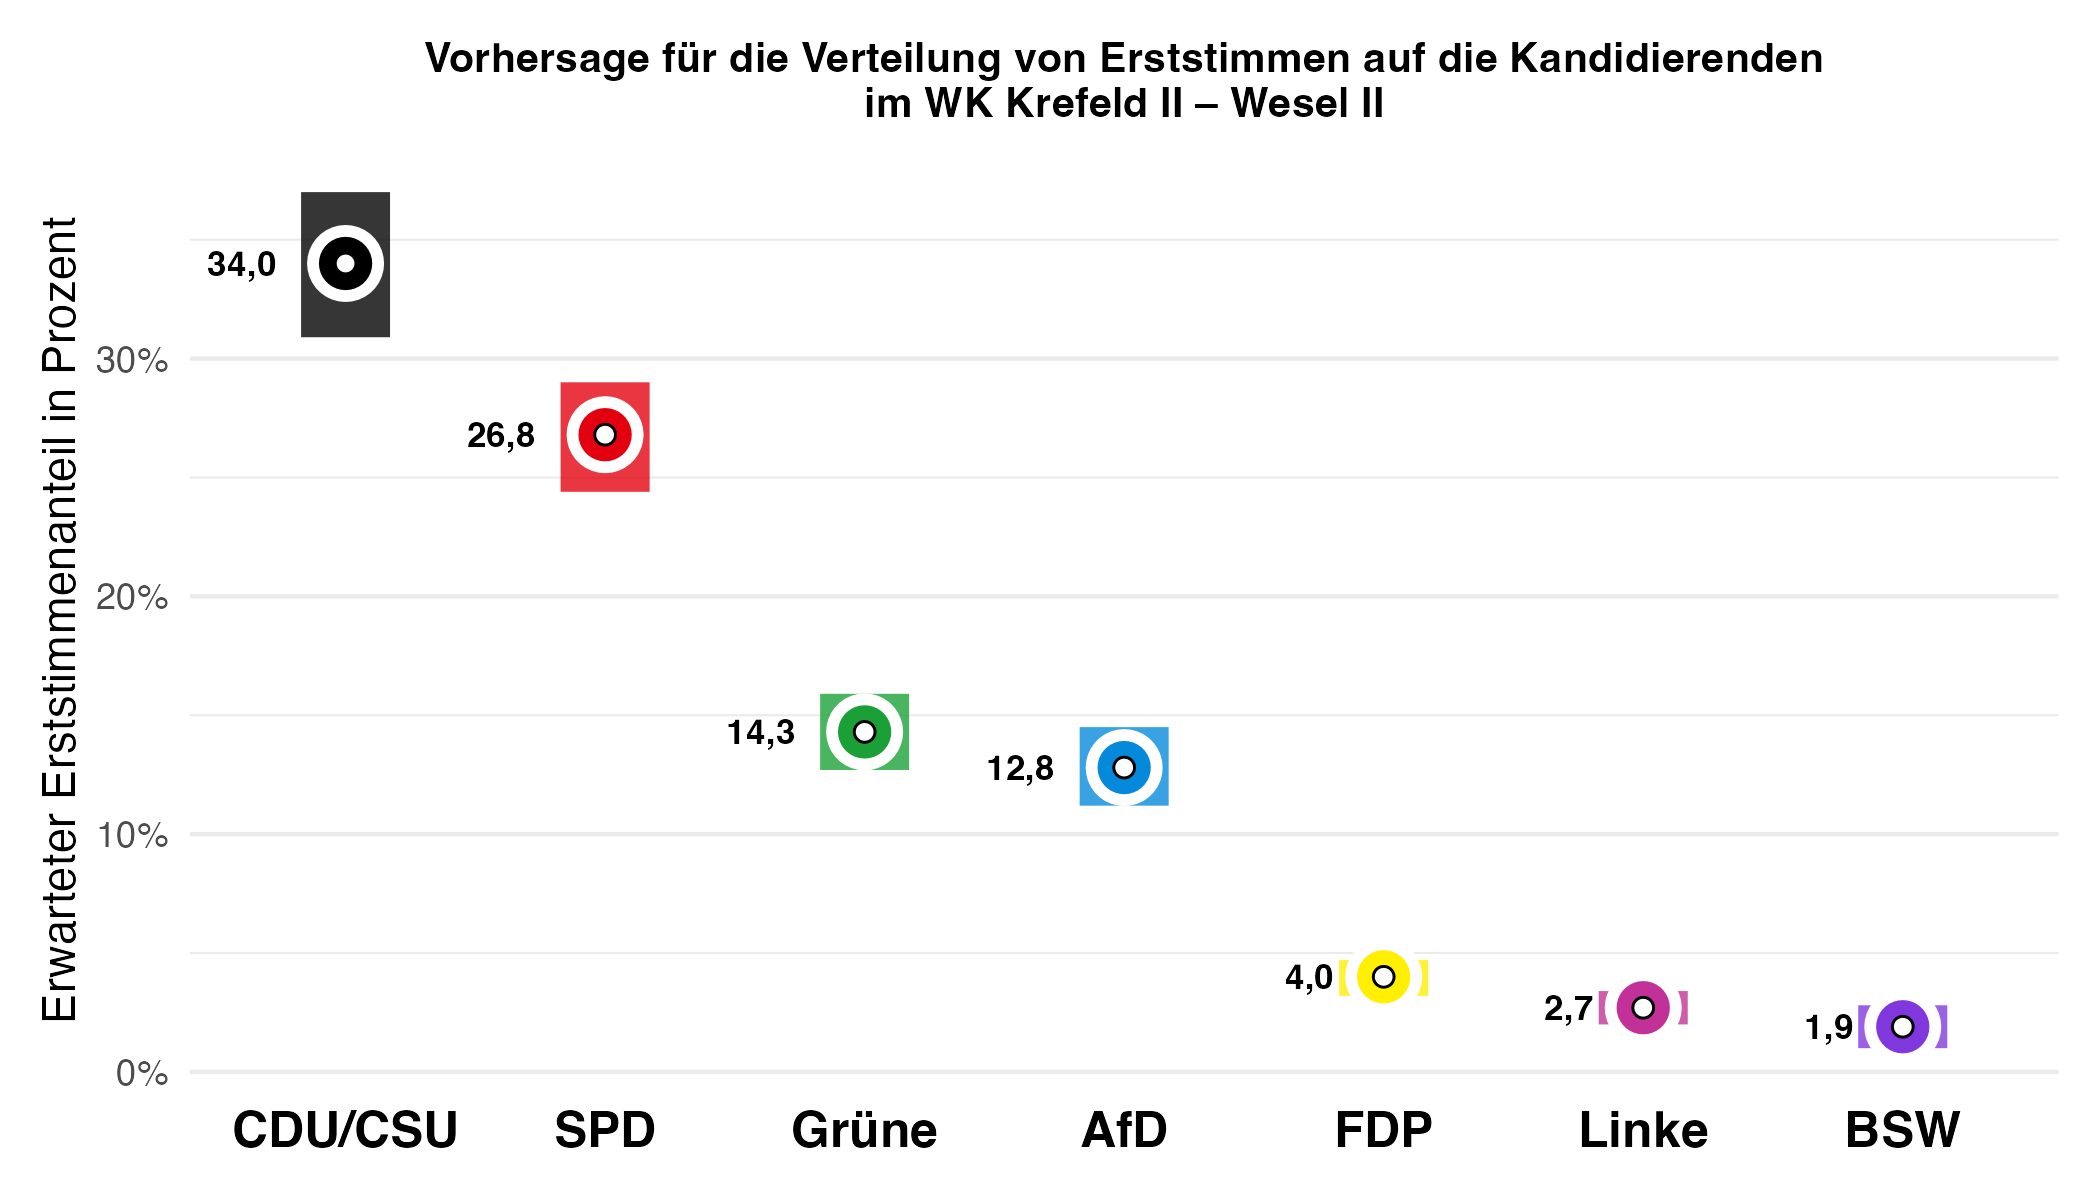 Vorhersage für die Verteilung von Erststimmen auf die Kandidierenden
im WK Krefeld II – Wesel II
Erwarteter Erststimmenanteil in Prozent
30%
20%
10%
0%
34,0
26,8
14,3
12,8
4,0
2,7
1,9
CDU/CSU
SPD
Grüne
AfD
FDP
Linke
BSW